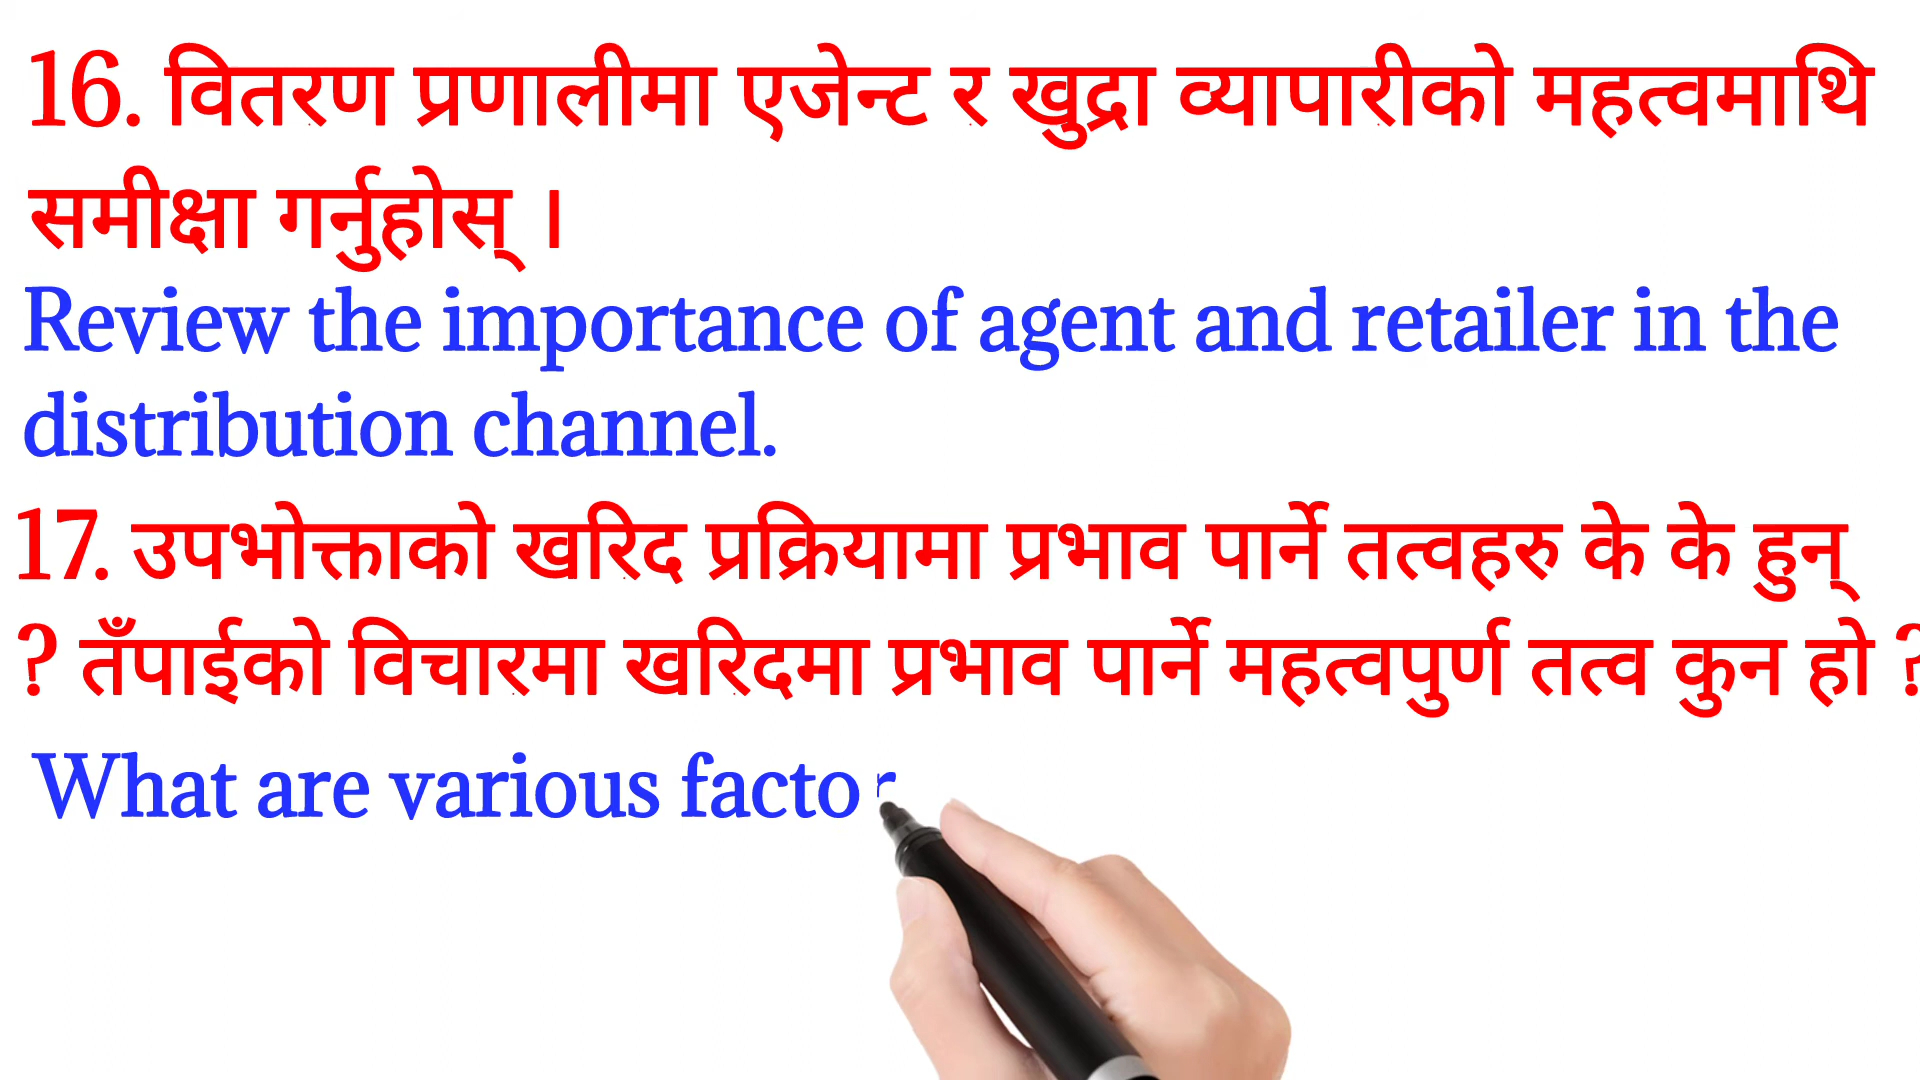 16. वितरण प्रणालीमा एजेन्ट र खुद्रा व्यापारीको महत्वमाथि
समीक्षा गर्नुहोस् ।
Review the importance of agent and retailer in the
distribution channel.
17. उपभोक्ताको खरिद प्रक्रियामा प्रभाव पार्ने तत्वहरु के के हुन्
? तँपाईको विचारमा खरिदमा प्रभाव पार्ने महत्वपुर्ण तत्व कुन हो ?
What are various factor